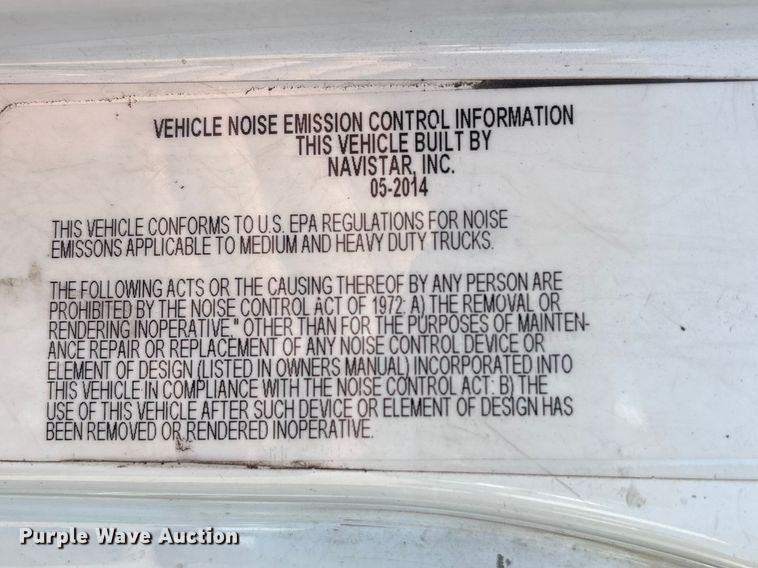 VEHICLE NOISE EMISSION CONTROL INFORMATION
THIS VEHICLE BUILT BY
NAVISTAR, INC.
05-2014
THIS VEHICLE CONFORMS TO U.S. EPA REGULATIONS FOR NOISE
EMISSONS APPLICABLE TO MEDIUM AND HEAVY DUTY TRUCKS.
THE FOLLOWING ACTS OR THE CAUSING THEREOF BY ANY PERSON ARE
PROHIBITED BY THE NOISE CONTROL ACT OF 1972: A) THE REMOVAL OR
RENDERING INOPERATIVE," OTHER THAN FOR THE PURPOSES OF MAINTEN-
ANCE REPAIR OR REPLACEMENT OF ANY NOISE CONTROL DEVICE OR
ELEMENT OF DESIGN (LISTED IN OWNERS MANUAL) INCORPORATED INTO
THIS VEHICLE IN COMPLIANCE WITH THE NOISE CONTROL ACT: B) THE
USE OF THIS VEHICLE AFTER SUCH DEVICE OR ELEMENT OF DESIGN HAS
BEEN REMOVED OR RENDERED INOPERATIVE.
Purple Wave Auction